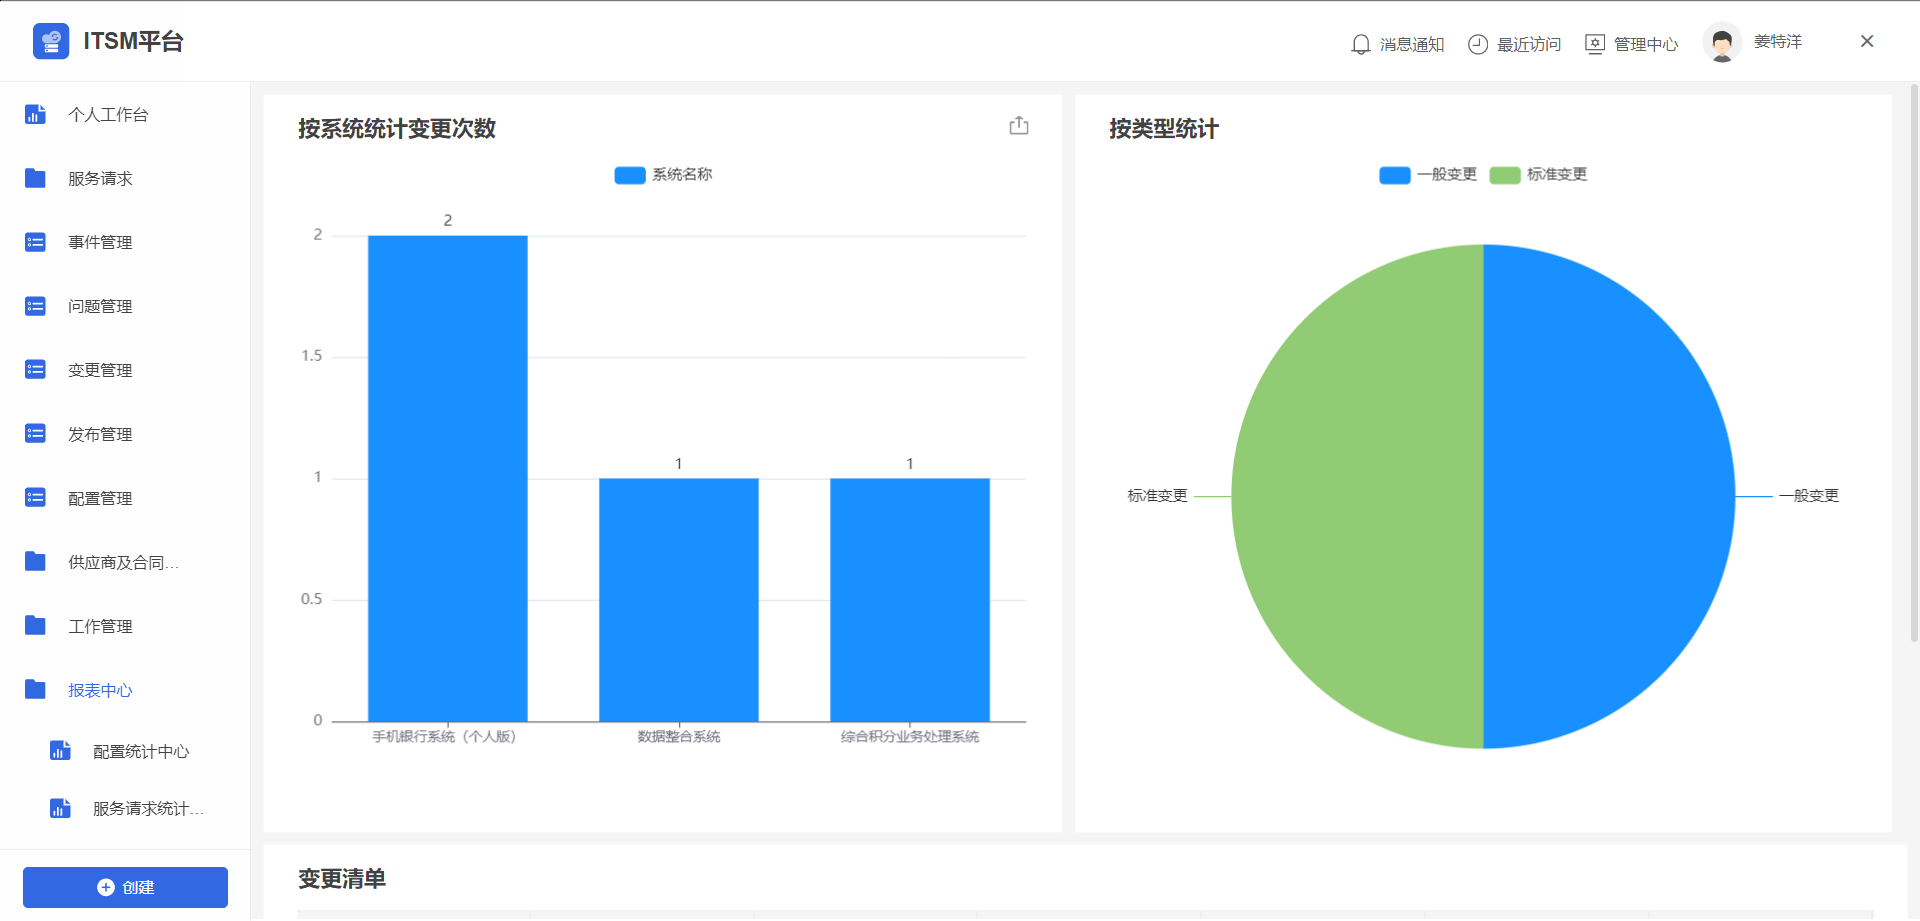 ITSM平台
消息通知
最近访问
管理中心
姜特洋
个人工作台
服务请求
事件管理
问题管理
变更管理
发布管理
配置管理
供应商及合同...
工作管理
报表中心
配置统计中心
服务请求统计...
创建
按系统统计变更次数
系统名称
2
2
1.5
1
1
1
0.5
0
手机银行系统（个人版）
数据整合系统
综合积分业务处理系统
按类型统计
一般变更
标准变更
标准变更
一般变更
变更清单